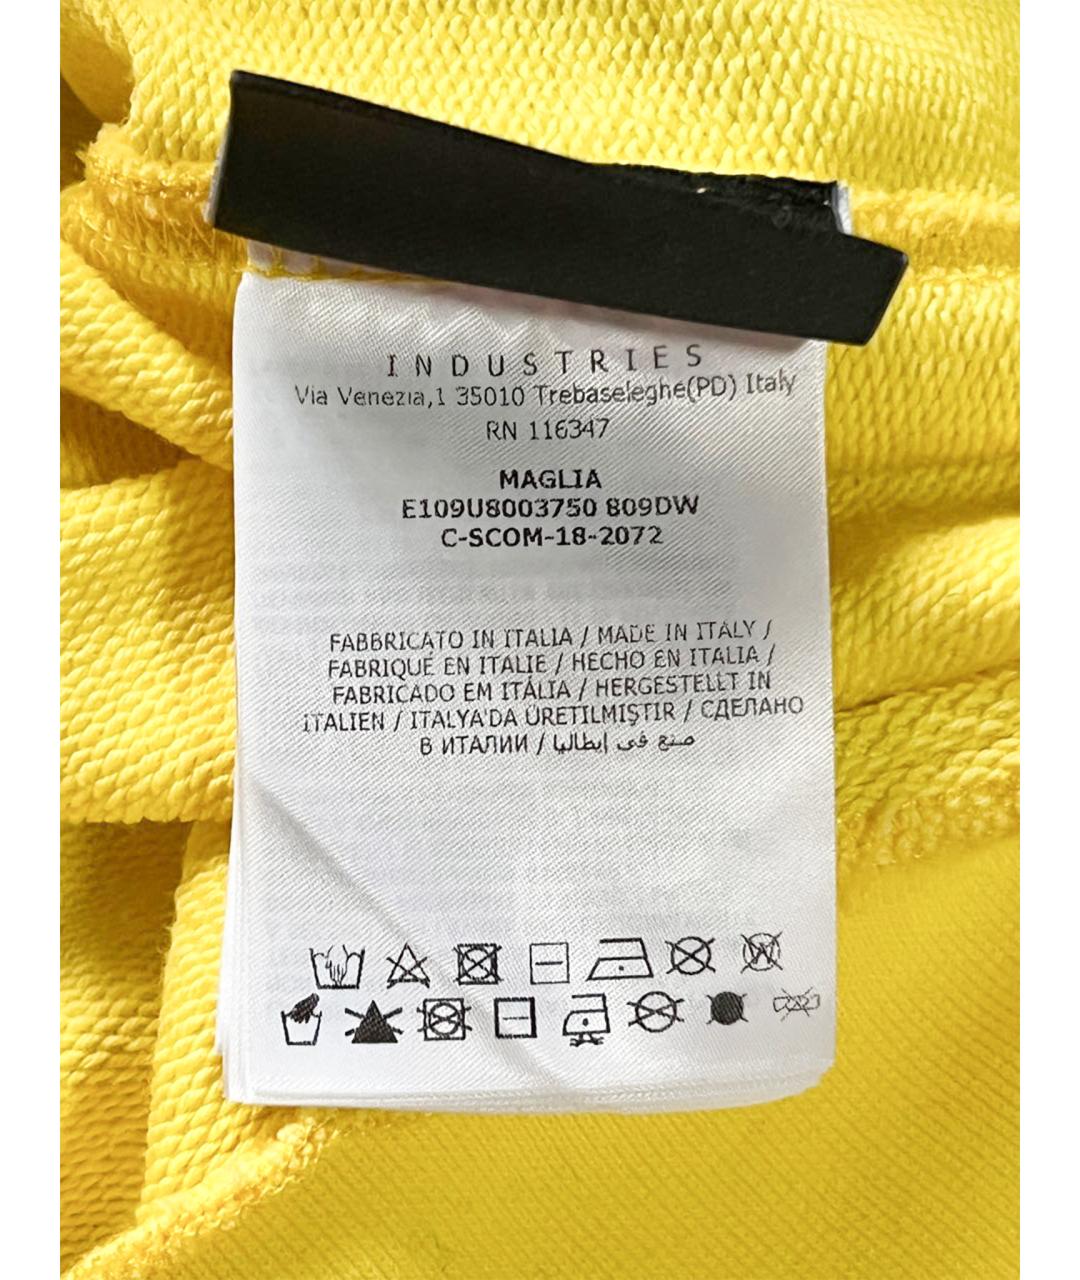 INDUSTRIES
Via Venezia,1 35010 Trebaseleghe(PD) Italy
RN 116347
MAGLIA
E109U8003750 809DW
C-SCOM-18-2072
FABBRICATO IN ITALIA / MADE IN ITALY /
FABRIQUÉ EN ITALIE / HECHO EN ITALIA /
FABRICADO EM ITÁLIA / HERGESTELLT IN
ITALIEN / ITALYA'DA ÜRETILMIŞTIR / СДЕЛАНО
В ИТАЛИИ / صنع في إيطاليا
W